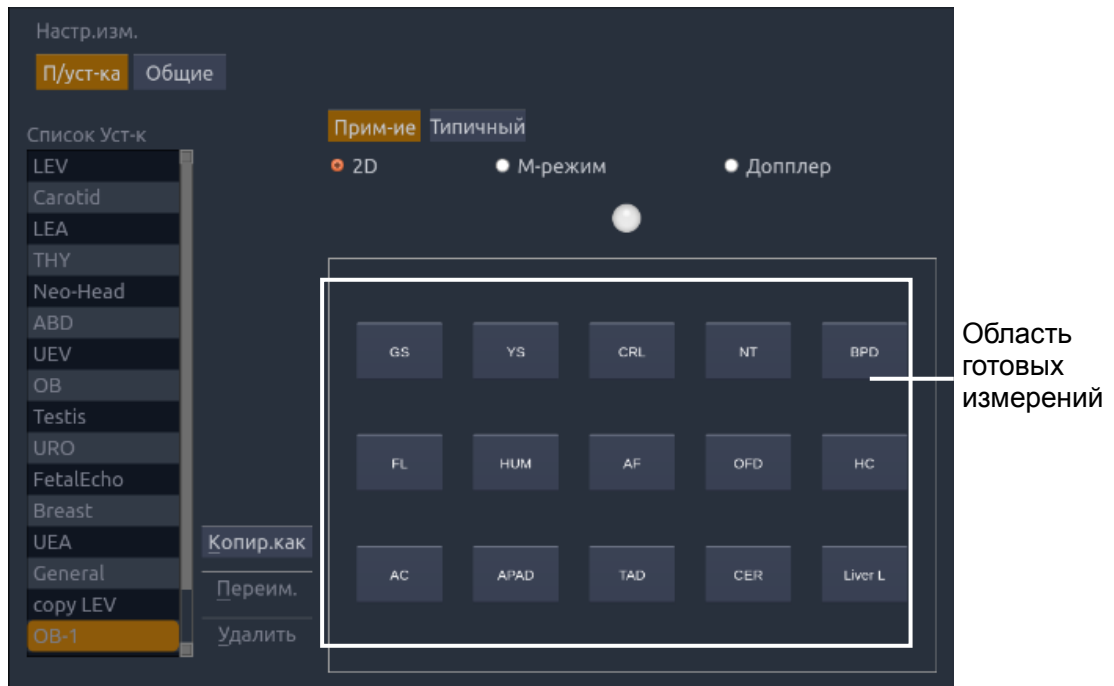 Настр.изм.
П/уст-ка Общие
Список Уст-к
LEV
Carotid
LEA
THY
Neo-Head
ABD
UEV
OB
Testis
URO
FetalEcho
Breast
UEA
General
copy LEV
OB-1
Копир.как
Переим.
Удалить
Прим-ие Типичный
2D М-режим Допплер
GS YS CRL NT BPD
FL HUM AF OFD HC
AC APAD TAD CER Liver L
Область
готовых
измерений